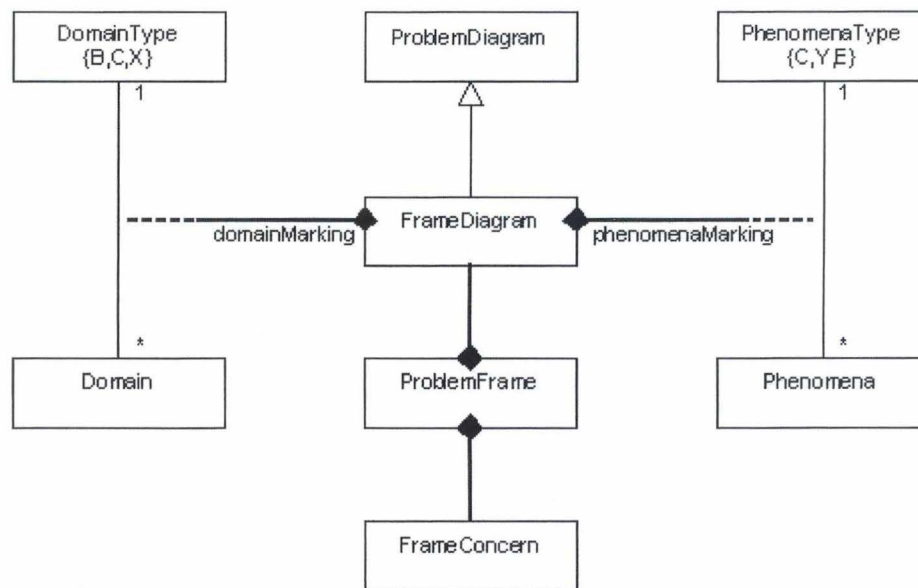 DomainType
{B,C,X}
ProblemDiagram
PhenomenaType
{C,Y,E}
1
1
domainMarking
FrameDiagram
phenomenaMarking
*
*
Domain
ProblemFrame
Phenomena
FrameConcern